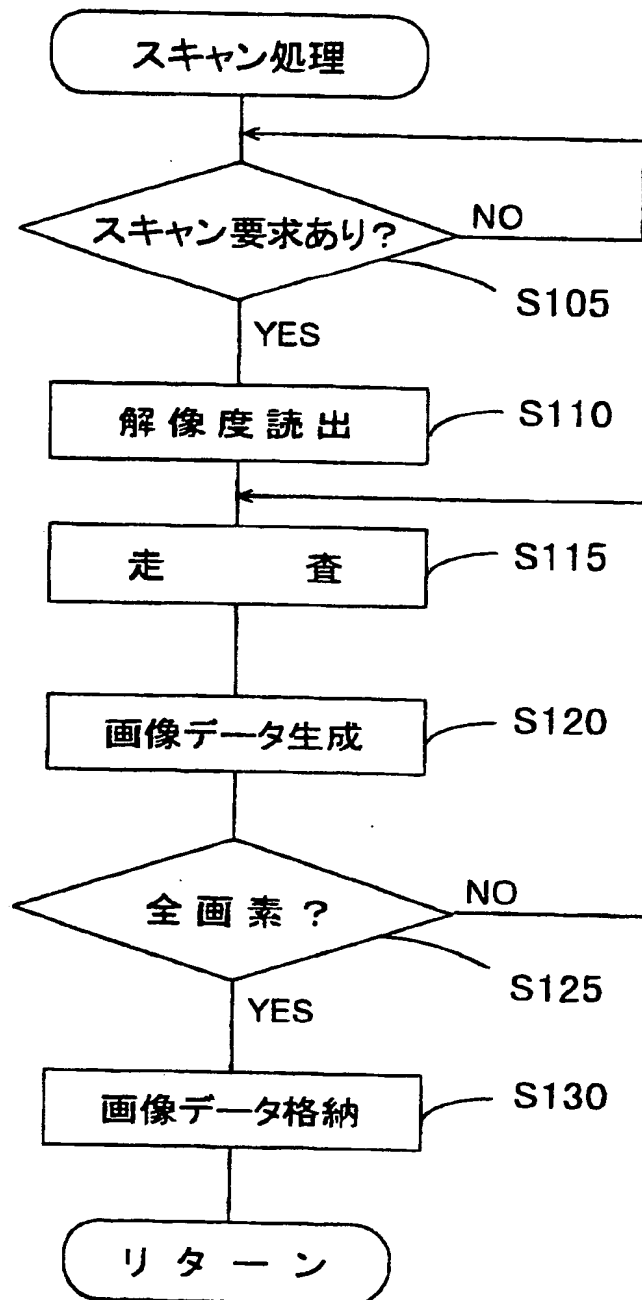 スキャン処理
スキャン要求あり?
NO
S105
YES
解像度読出
S110
走 査
S115
画像データ生成
S120
全画素?
NO
S125
YES
画像データ格納
S130
リターン